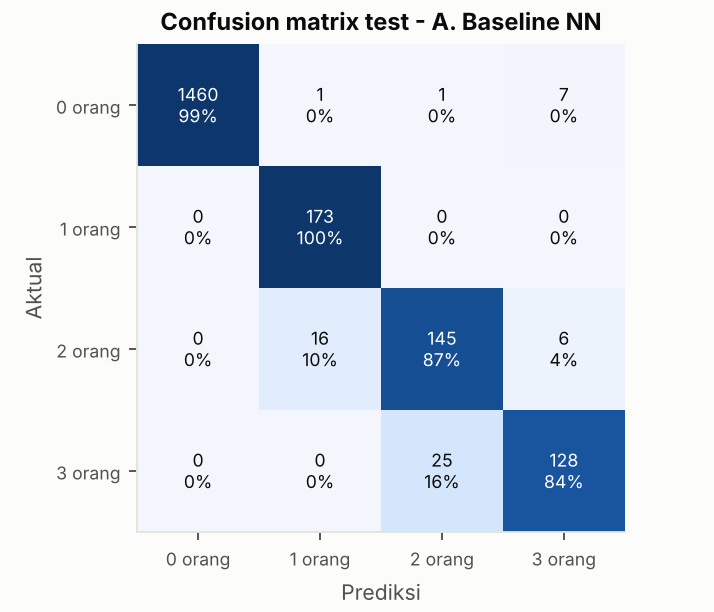 Confusion matrix test - A. Baseline NN
0 orang
1460
99%
1
0%
1
0%
7
0%
1 orang
0
0%
173
100%
0
0%
0
0%
Aktual
2 orang
0
0%
16
10%
145
87%
6
4%
3 orang
0
0%
0
0%
25
16%
128
84%
0 orang
1 orang
2 orang
3 orang
Prediksi